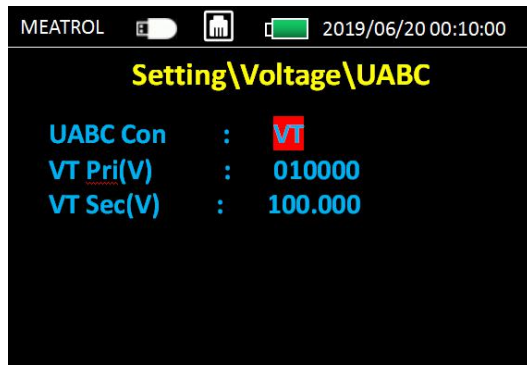 MEATROL 2019/06/20 00:10:00
Setting\Voltage\UABC
UABC Con : VT
VT Pri(V) : 010000
VT Sec(V) : 100.000